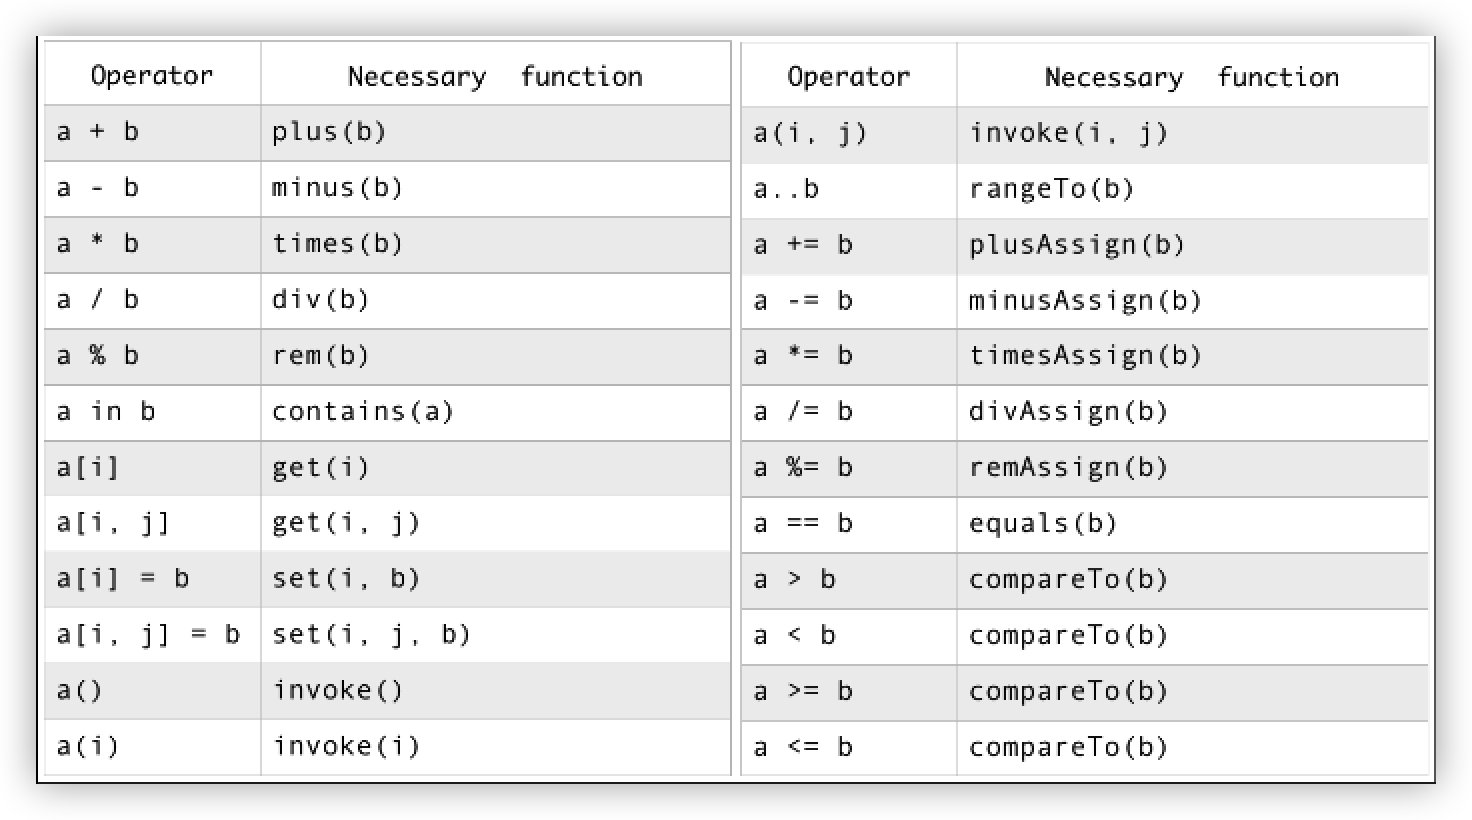 Operator Necessary function
a + b plus(b)
a - b minus(b)
a * b times(b)
a / b div(b)
a % b rem(b)
a in b contains(a)
a[i] get(i)
a[i, j] get(i, j)
a[i] = b set(i, b)
a[i, j] = b set(i, j, b)
a() invoke()
a(i) invoke(i)
Operator Necessary function
a(i, j) invoke(i, j)
a..b rangeTo(b)
a += b plusAssign(b)
a -= b minusAssign(b)
a *= b timesAssign(b)
a /= b divAssign(b)
a %= b remAssign(b)
a == b equals(b)
a > b compareTo(b)
a < b compareTo(b)
a >= b compareTo(b)
a <= b compareTo(b)